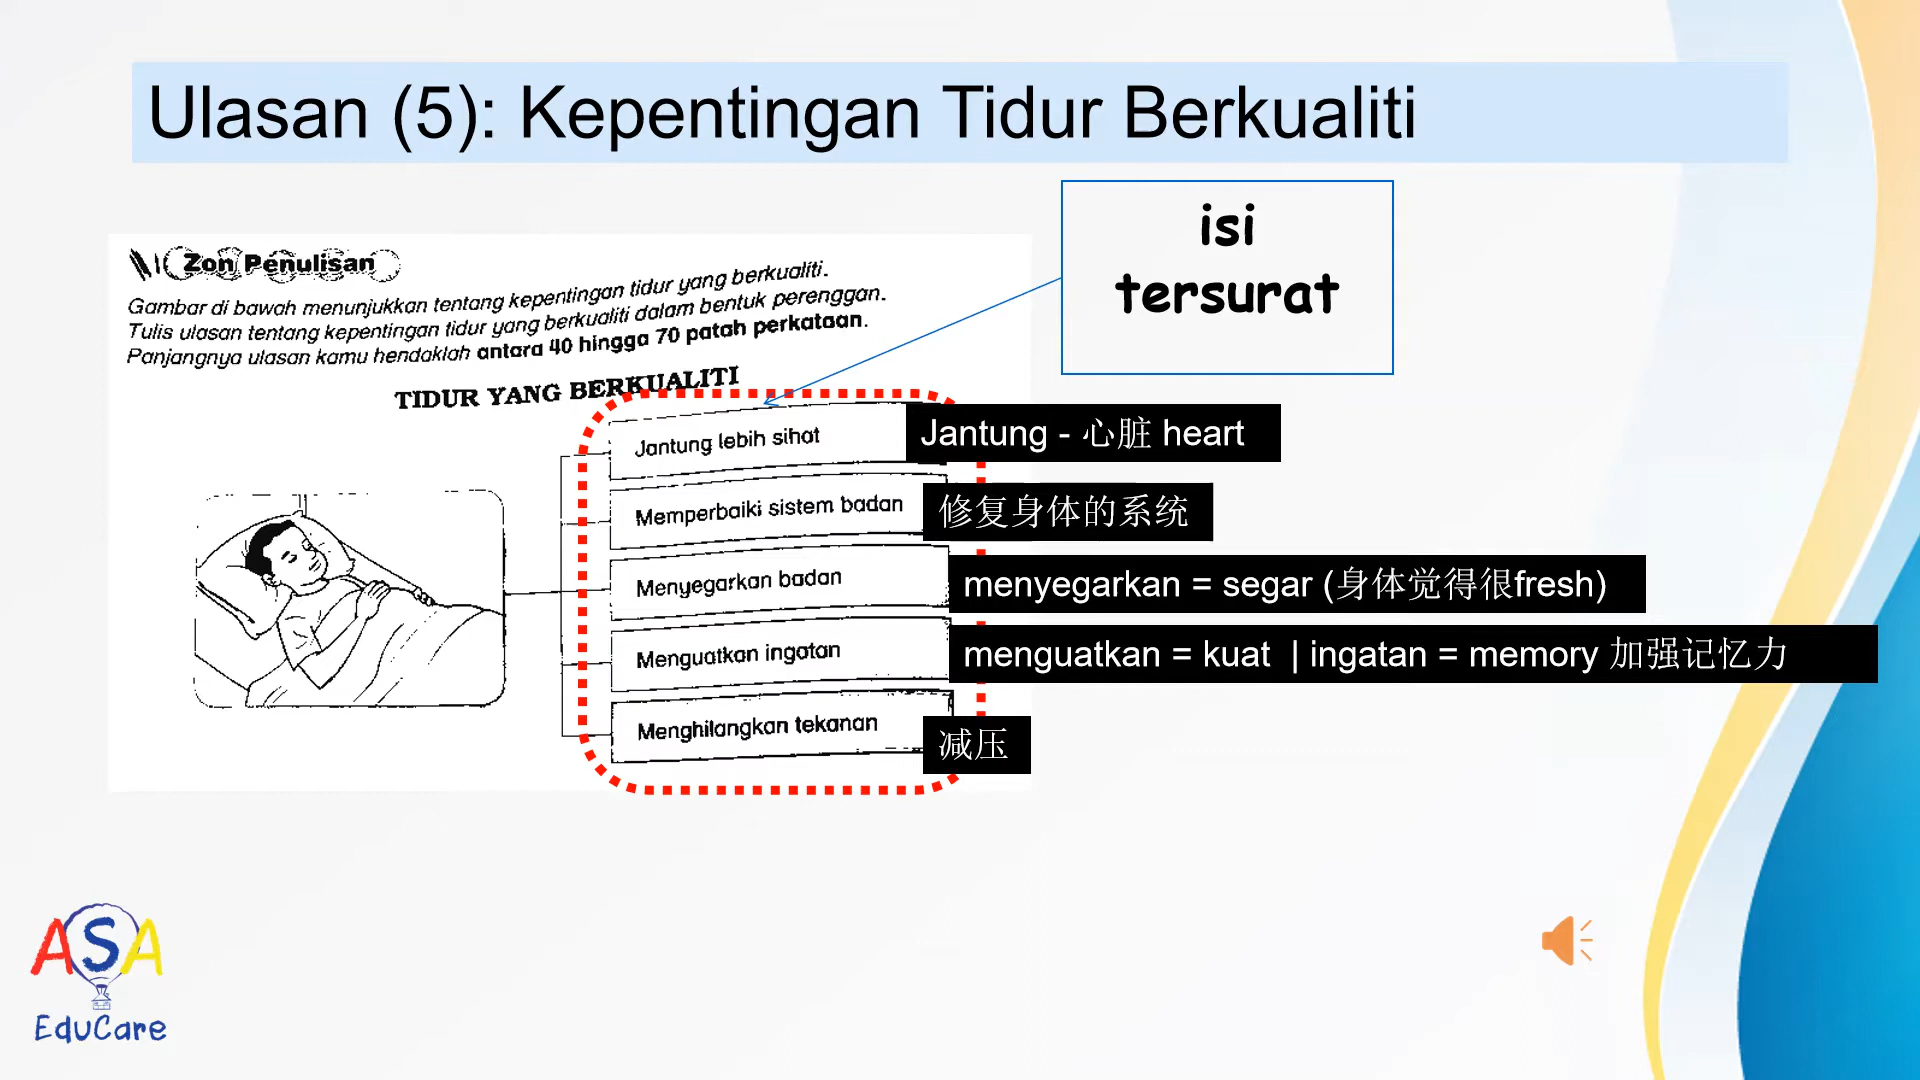 Ulasan (5): Kepentingan Tidur Berkualiti
isi
tersurat
Zon Penulisan
Gambar di bawah menunjukkan tentang kepentingan tidur yang berkualiti.
Tulis ulasan tentang kepentingan tidur yang berkualiti dalam bentuk perenggan.
Panjangnya ulasan kamu hendaklah antara 40 hingga 70 patah perkataan.
TIDUR YANG BERKUALITI
Jantung lebih sihat
Jantung - 心脏 heart
Memperbaiki sistem badan
修复身体的系统
Menyegarkan badan
menyegarkan = segar (身体觉得很fresh)
Menguatkan ingatan
menguatkan = kuat | ingatan = memory 加强记忆力
Menghilangkan tekanan
减压
ASA
EduCare